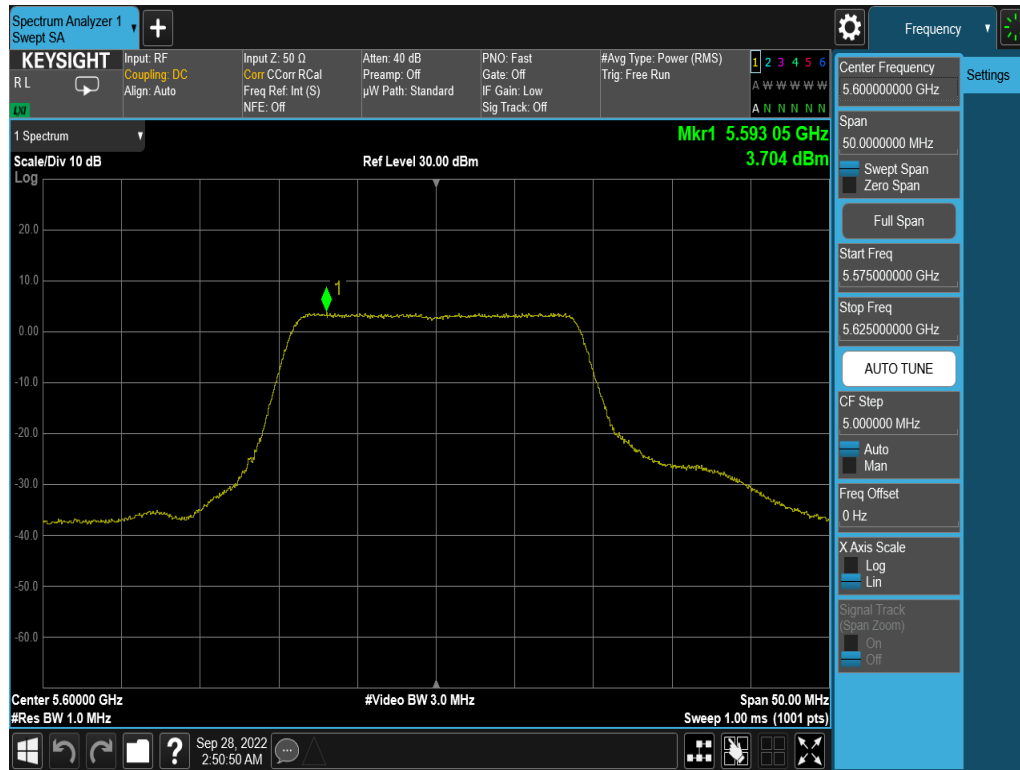 Spectrum Analyzer 1
Swept SA
Frequency
KEYSIGHT
R L
LXI
Input: RF
Coupling: DC
Align: Auto
Input Z: 50 Ω
Corr CCorr RCal
Freq Ref: Int (S)
NFE: Off
Atten: 40 dB
Preamp: Off
µW Path: Standard
PNO: Fast
Gate: Off
IF Gain: Low
Sig Track: Off
#Avg Type: Power (RMS)
Trig: Free Run
1 2 3 4 5 6
A W W W W W
A N N N N N
1 Spectrum
Scale/Div 10 dB
Log
Ref Level 30.00 dBm
Mkr1 5.593 05 GHz
3.704 dBm
20.0
10.0
1
0.00
-10.0
-20.0
-30.0
-40.0
-50.0
-60.0
Center 5.60000 GHz
#Res BW 1.0 MHz
#Video BW 3.0 MHz
Span 50.00 MHz
Sweep 1.00 ms (1001 pts)
Sep 28, 2022
2:50:50 AM
Center Frequency
5.600000000 GHz
Settings
Span
50.0000000 MHz
Swept Span
Zero Span
Full Span
Start Freq
5.575000000 GHz
Stop Freq
5.625000000 GHz
AUTO TUNE
CF Step
5.000000 MHz
Auto
Man
Freq Offset
0 Hz
X Axis Scale
Log
Lin
Signal Track
(Span Zoom)
On
Off